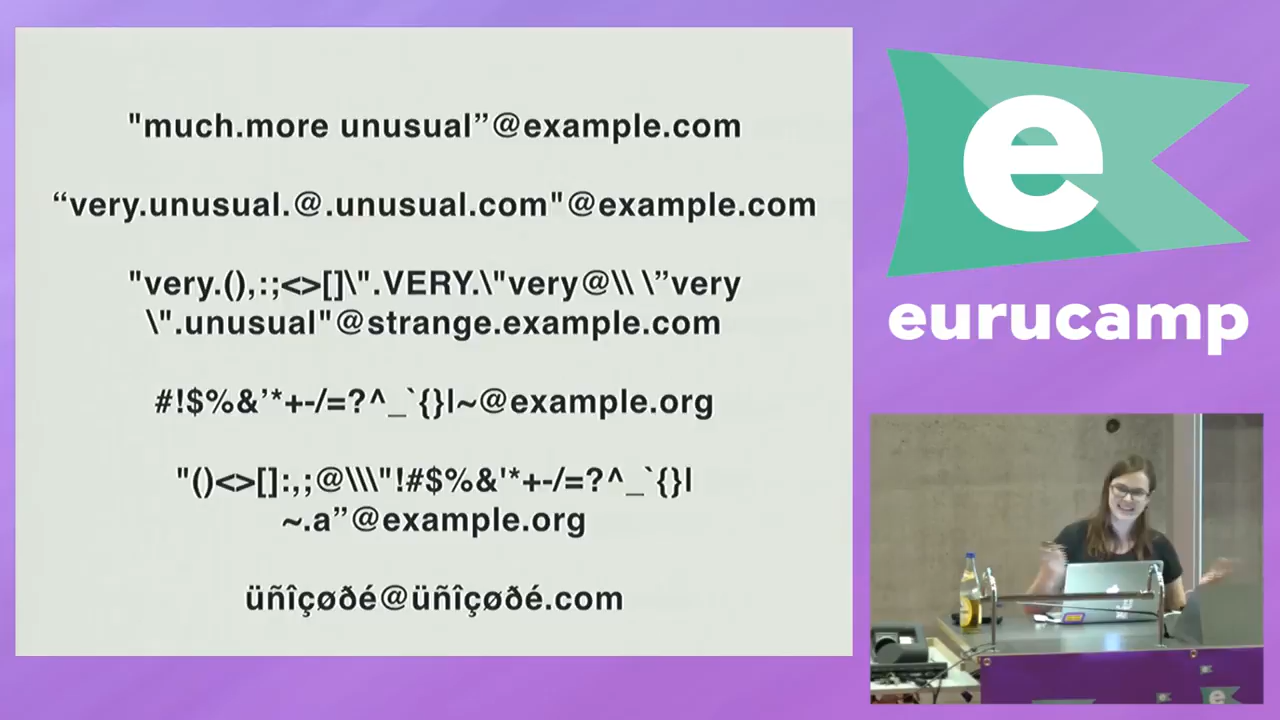 "much.more unusual”@example.com
“very.unusual.@.unusual.com"@example.com
"very.(),:;<>[]\".VERY.\"very@\\ \”very
\".unusual"@strange.example.com
#!$%&’*+-/=?^_`{}|~@example.org
"()<>[]:,;@\\\"!#$%&'*+-/=?^_`{}|
~.a”@example.org
üñîçøðé@üñîçøðé.com
e
eurucamp